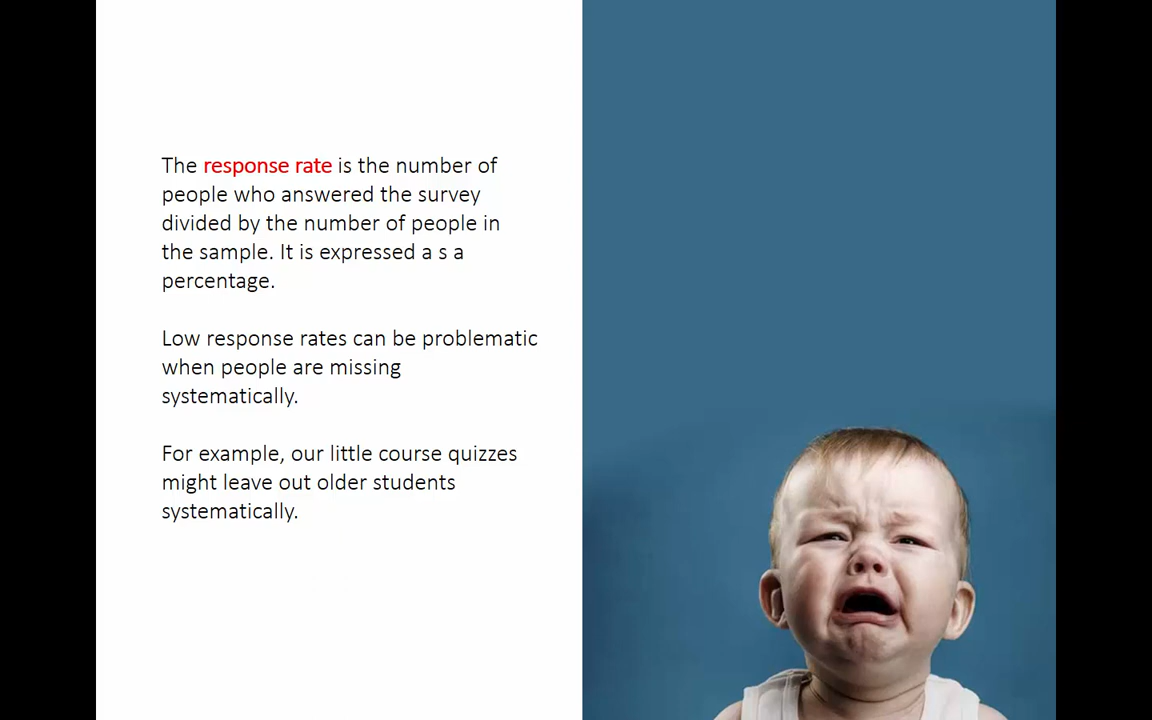 The response rate is the number of
people who answered the survey
divided by the number of people in
the sample. It is expressed a s a
percentage.
Low response rates can be problematic
when people are missing
systematically.
For example, our little course quizzes
might leave out older students
systematically.